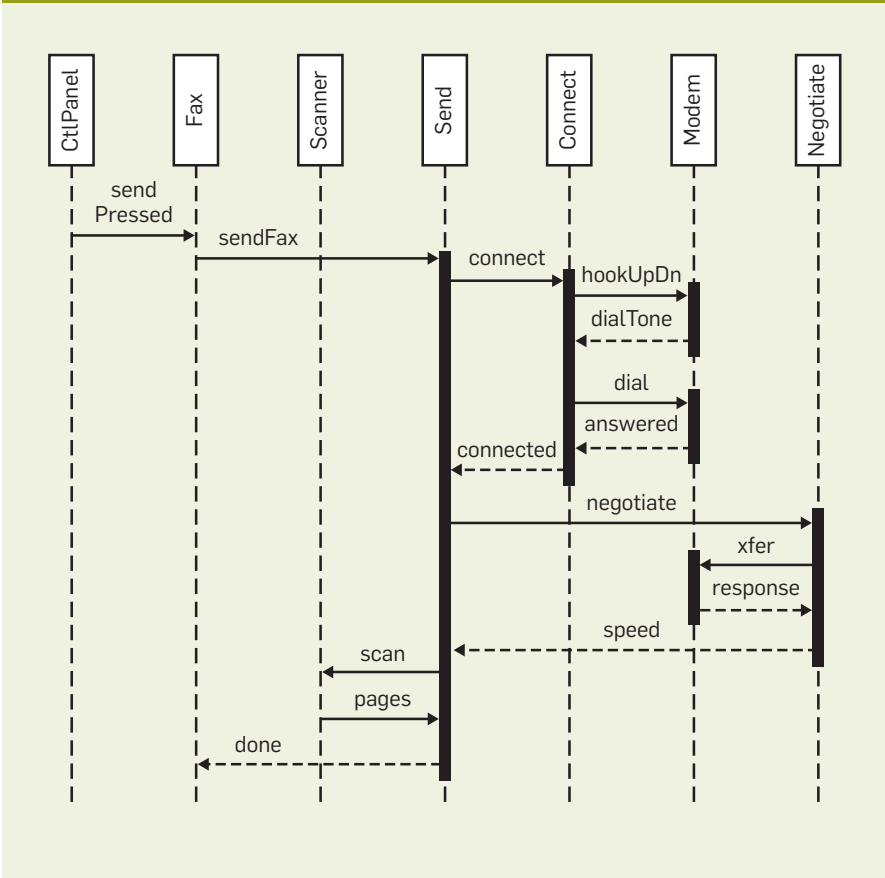 CtlPanel
Fax
Scanner
Send
Connect
Modem
Negotiate
send
Pressed
sendFax
connect
hookUpDn
dialTone
dial
answered
connected
negotiate
xfer
response
speed
scan
pages
done